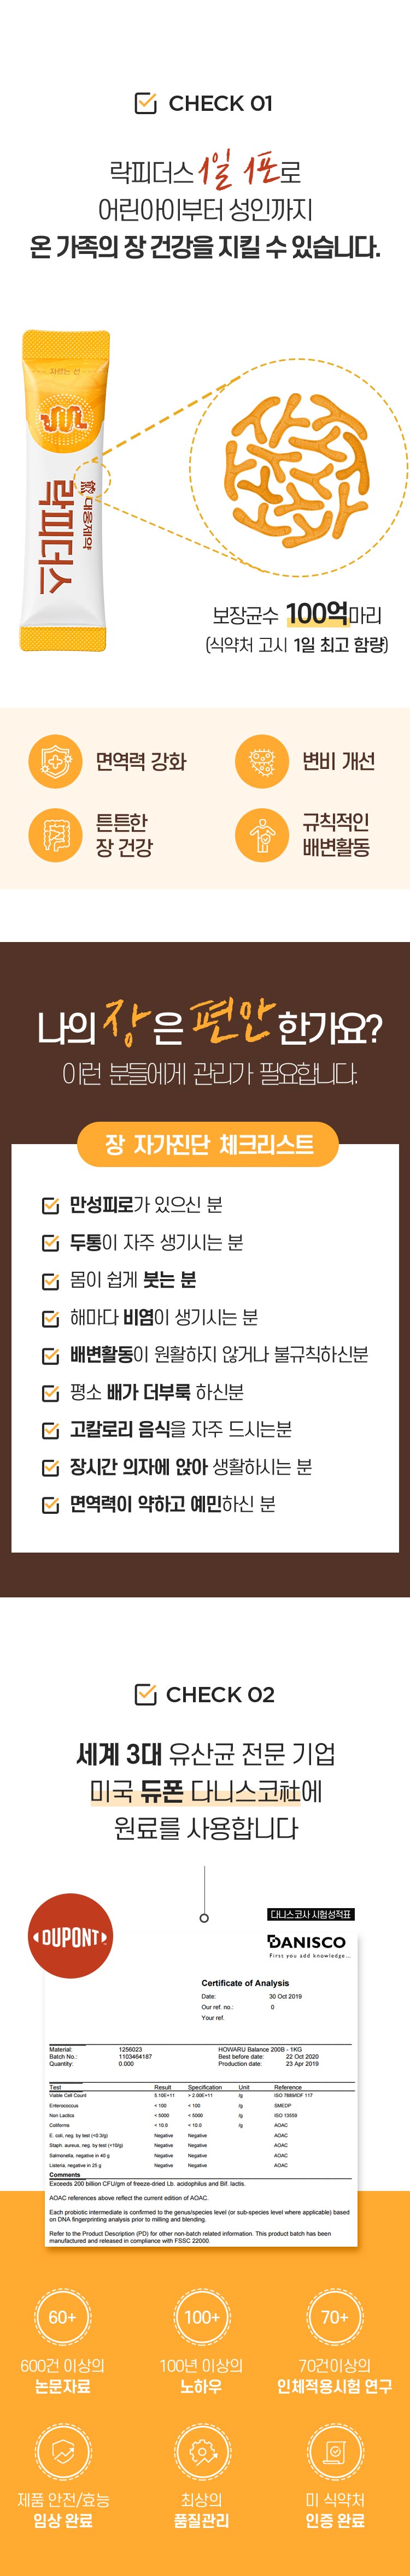 CHECK 01
락피더스 1일 1포로
어린아이부터 성인까지
온 가족의 장 건강을 지킬 수 있습니다.
자르는 선
대웅제약
락피더스
보장균수 100억마리
(식약처 고시 1일 최고 함량)
면역력 강화
변비 개선
튼튼한
장 건강
규칙적인
배변활동
나의 장은 편안한가요?
이런 분들에게 관리가 필요합니다.
장 자가진단 체크리스트
만성피로가 있으신 분
두통이 자주 생기시는 분
몸이 쉽게 붓는 분
해마다 비염이 생기시는 분
배변활동이 원활하지 않거나 불규칙하신분
평소 배가 더부룩 하신분
고칼로리 음식을 자주 드시는분
장시간 의자에 앉아 생활하시는 분
면역력이 약하고 예민하신 분
CHECK 02
세계 3대 유산균 전문 기업
미국 듀폰 다니스코社에
원료를 사용합니다
다니스코사 시험성적표
DUPONT
DANISCO
First you add knowledge...
Certificate of Analysis
Date: 30 Oct 2019
Our ref. no.: 0
Your ref.
Material: 1256023 HOWARU Balance 200B - 1KG
Batch No.: 1103464187 Best before date: 22 Oct 2020
Quantity: 0.000 Production date: 23 Apr 2019
Test Result Specification Unit Reference
Viable Cell Count 5.10E+11 > 2.00E+11 /g ISO 7889/IDF 117
Enterococcus < 100 < 100 /g SMEDP
Non Lactics < 5000 < 5000 /g ISO 13559
Coliforms < 10.0 < 10.0 /g AOAC
E. coli, neg. by test (<0.3/g) Negative Negative AOAC
Staph. aureus, neg. by test (<10/g) Negative Negative AOAC
Salmonella, negative in 40 g Negative Negative AOAC
Listeria, negative in 25 g Negative Negative AOAC
Comments
Exceeds 200 billion CFU/gm of freeze-dried Lb. acidophilus and Bif. lactis.
AOAC references above reflect the current edition of AOAC.
Each probiotic intermediate is confirmed to the genus/species level (or sub-species level where applicable) based
on DNA fingerprinting analysis prior to milling and blending.
Refer to the Product Description (PD) for other non-batch related information. This product batch has been
manufactured and released in compliance with FSSC 22000.
60+
100+
70+
600건 이상의
논문자료
100년 이상의
노하우
70건이상의
인체적용시험 연구
제품 안전/효능
임상 완료
최상의
품질관리
미 식약처
인증 완료